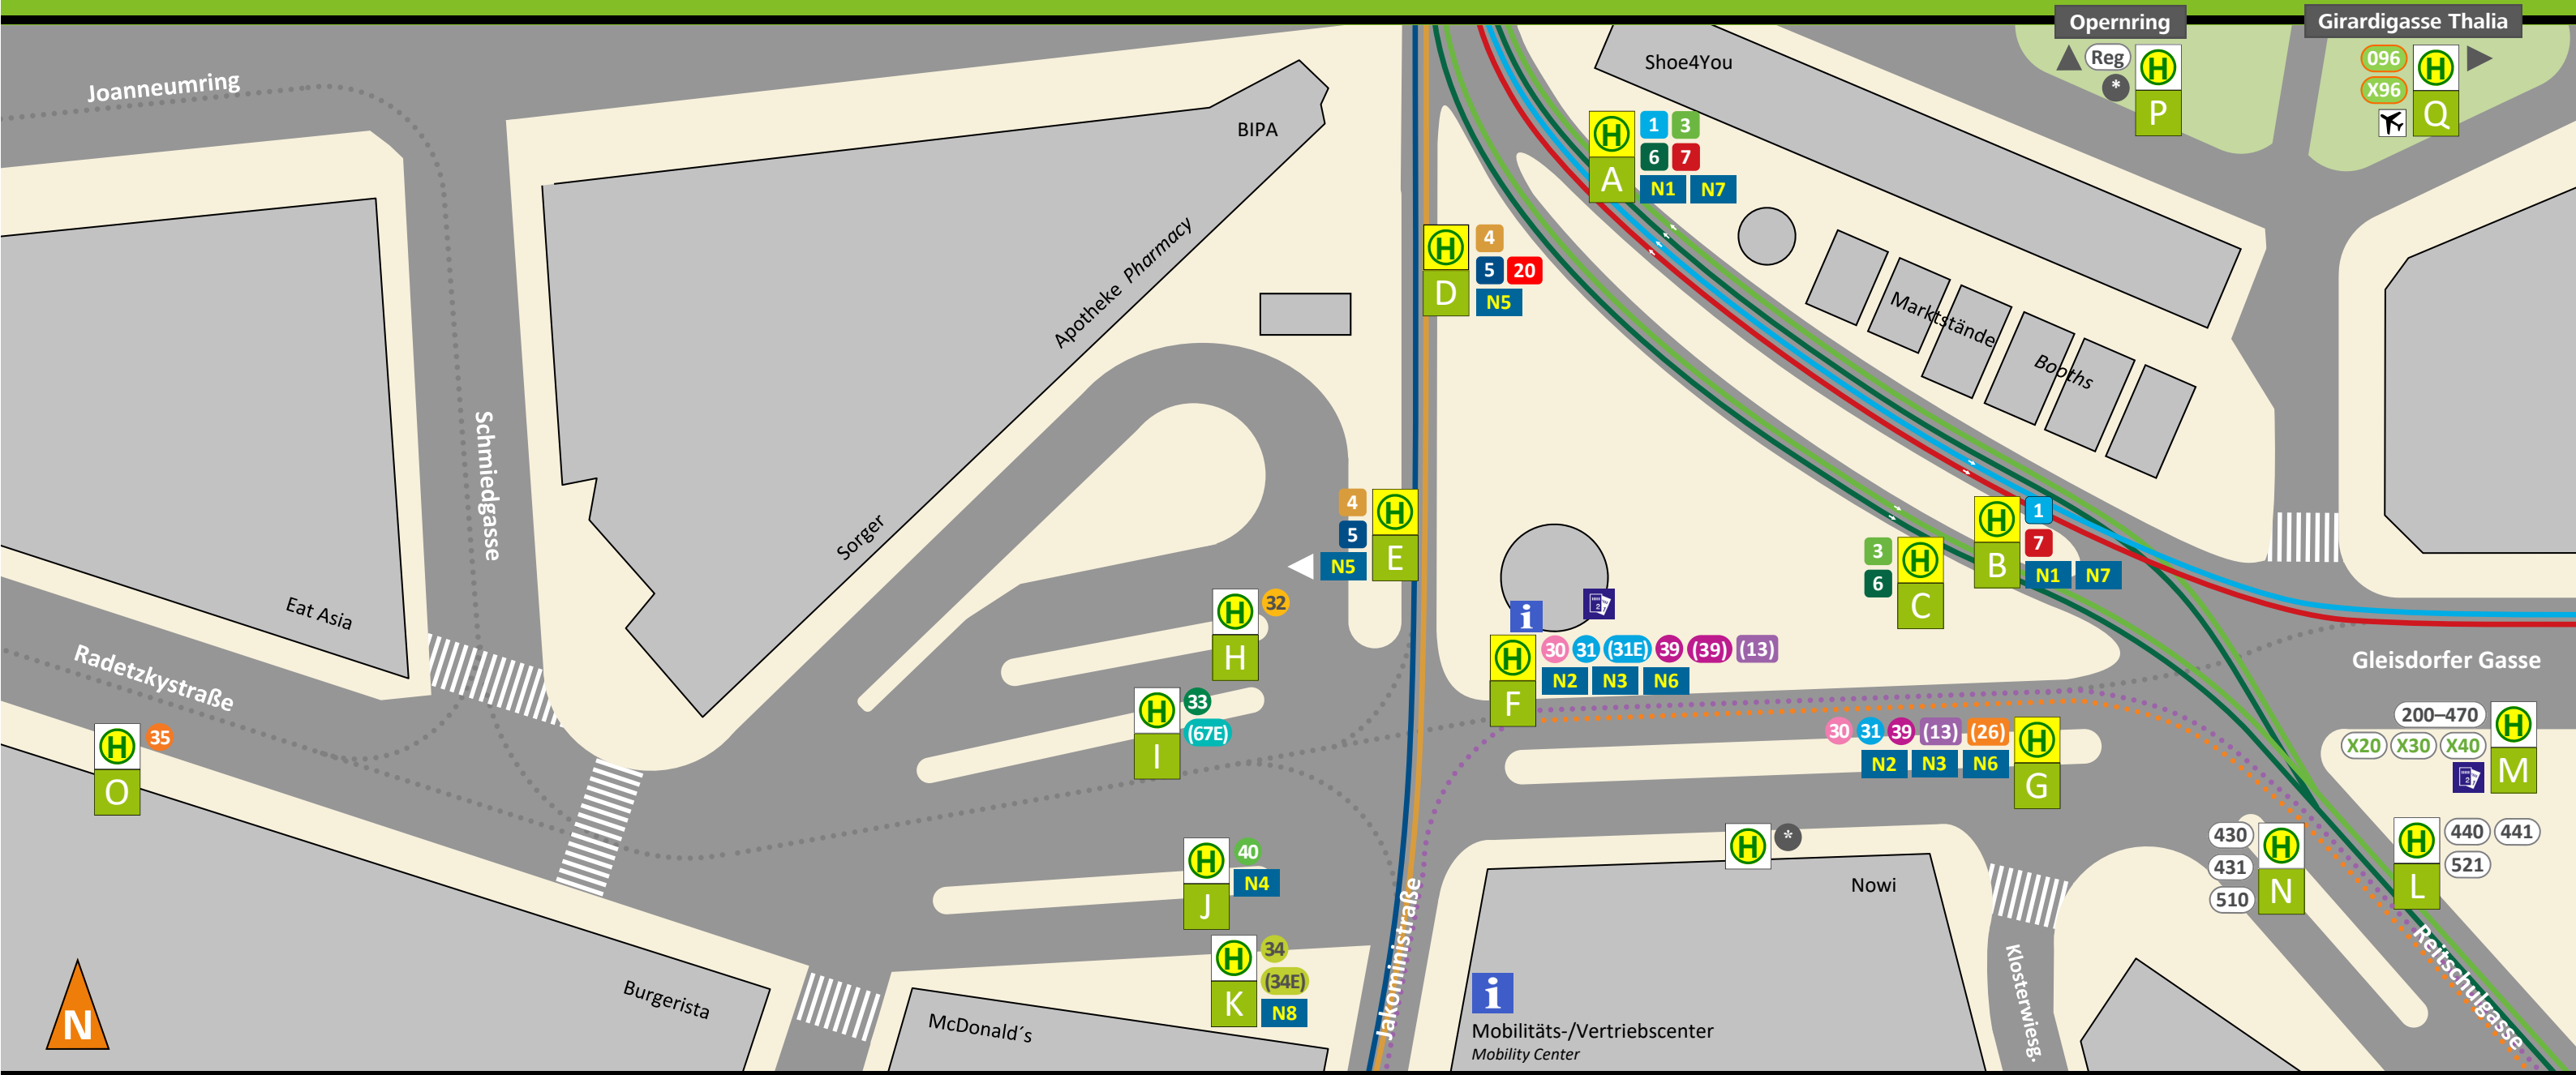 Opernring
Girardigasse Thalia
Reg
*
H
P
096
X96
H
Q
Joanneumring
Shoe4You
BIPA
H
A
1 3
6 7
N1 N7
Apotheke Pharmacy
H
D
4
5 20
N5
Marktstände
Booths
Schmiedgasse
Sorger
4
5
N5
H
E
H
B
1
7
N1 N7
3
6
H
C
Eat Asia
H
H
32
i
2
H
F
30 31 (31E) 39 (39) (13)
N2 N3 N6
Gleisdorfer Gasse
Radetzkystraße
H
O
35
H
I
33
(67E)
30 31 39 (13) (26)
N2 N3 N6
H
G
200–470
X20 X30 X40
2
H
M
H
J
40
N4
H
*
Nowi
430
431
510
H
N
H
L
440 441
521
H
K
34
(34E)
N8
Jakoministraße
Klosterwiesg.
Reitschulgasse
N
Burgerista
McDonald´s
i
Mobilitäts-/Vertriebscenter
Mobility Center